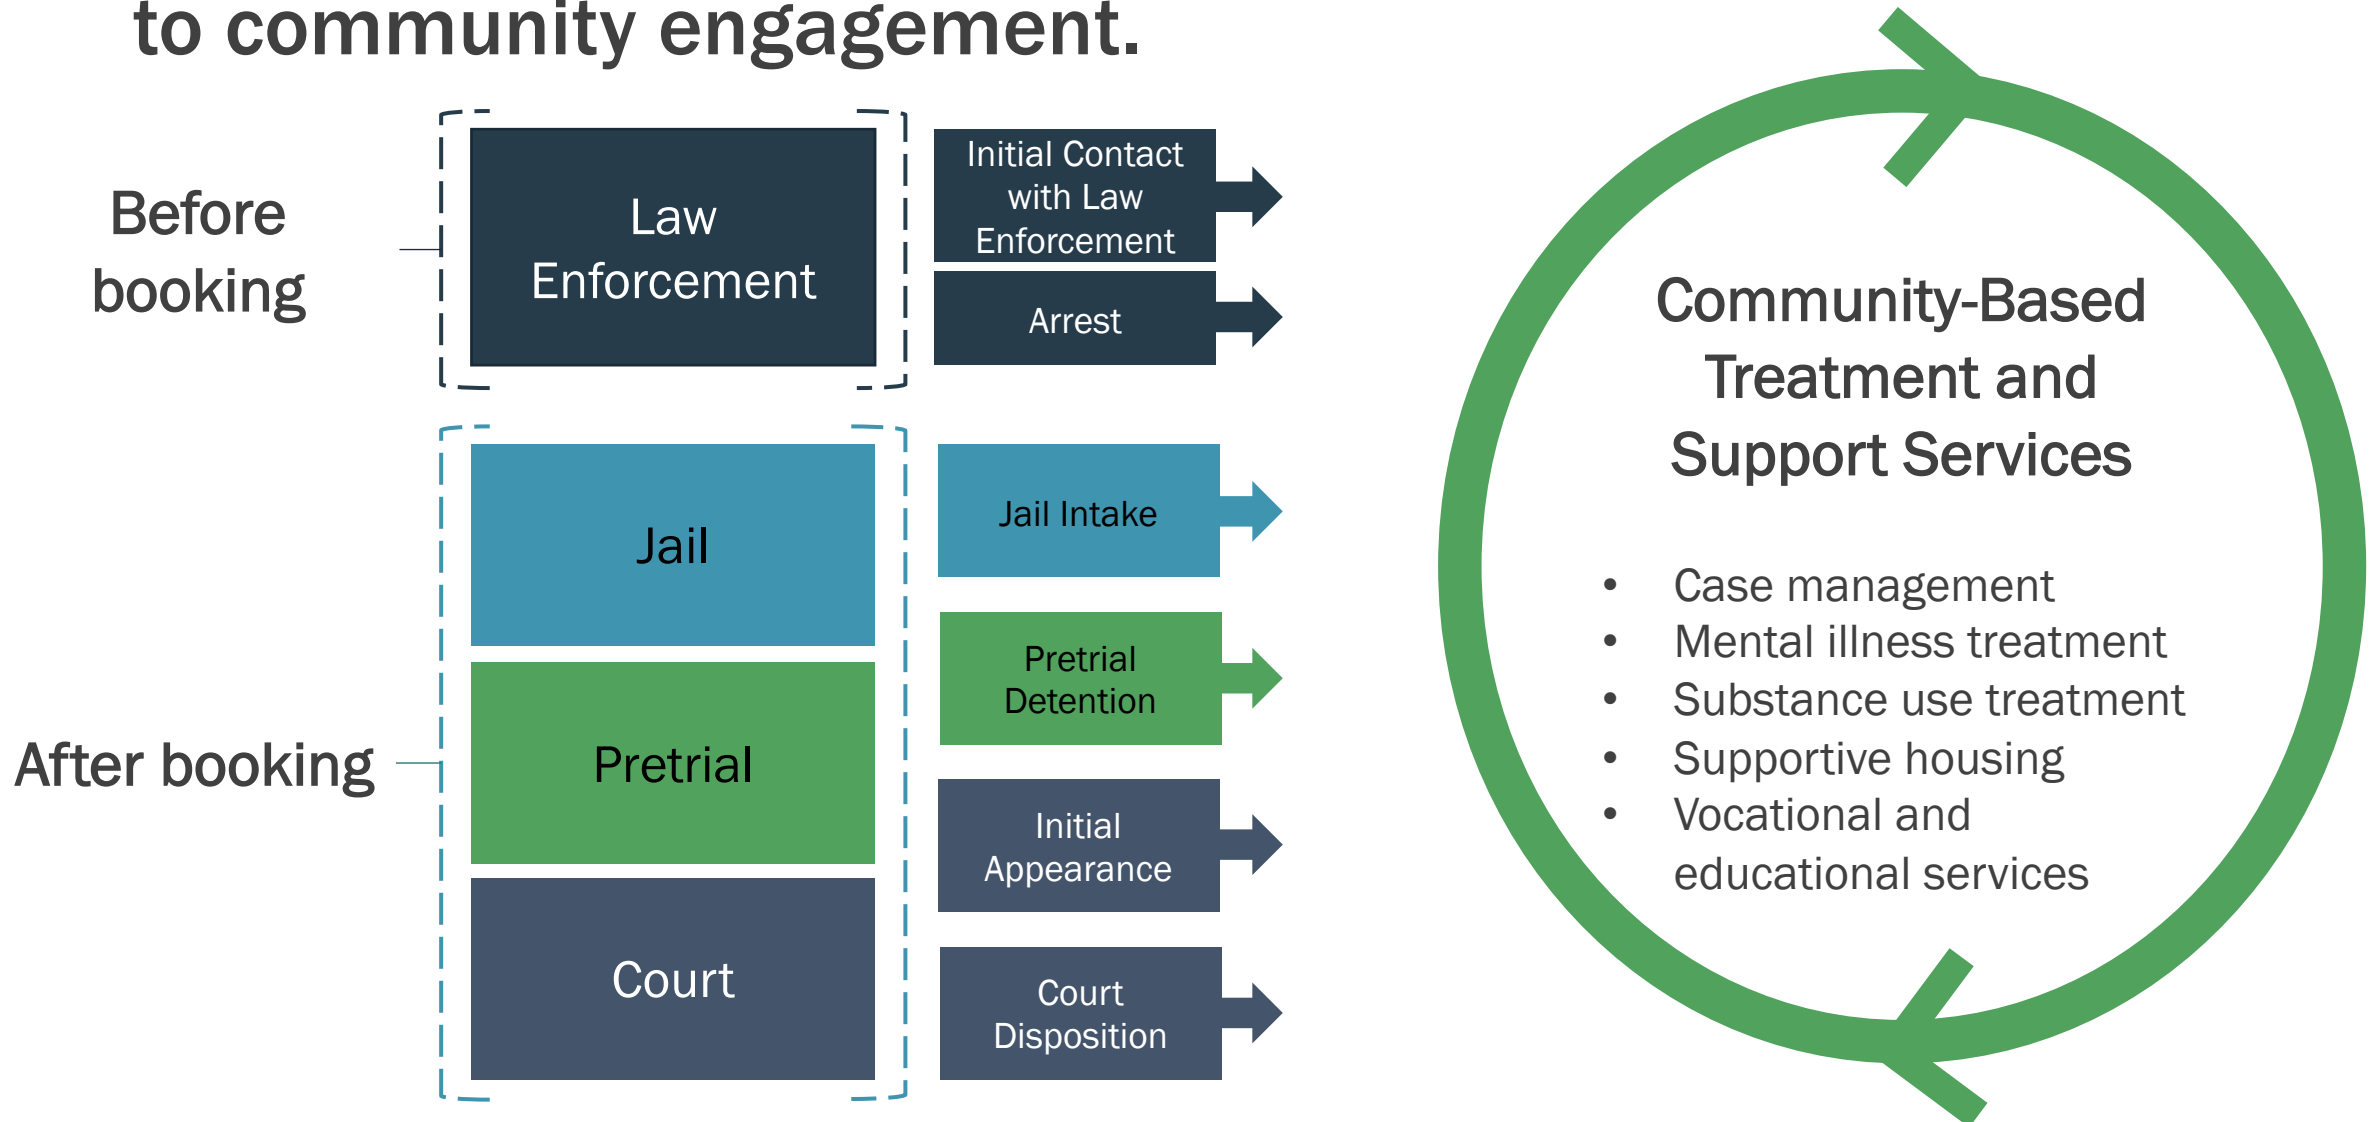 to community engagement.
Before
booking
Law
Enforcement
Initial Contact
with Law
Enforcement
Arrest
After booking
Jail
Pretrial
Court
Jail Intake
Pretrial
Detention
Initial
Appearance
Court
Disposition
Community-Based
Treatment and
Support Services
• Case management
• Mental illness treatment
• Substance use treatment
• Supportive housing
• Vocational and
educational services